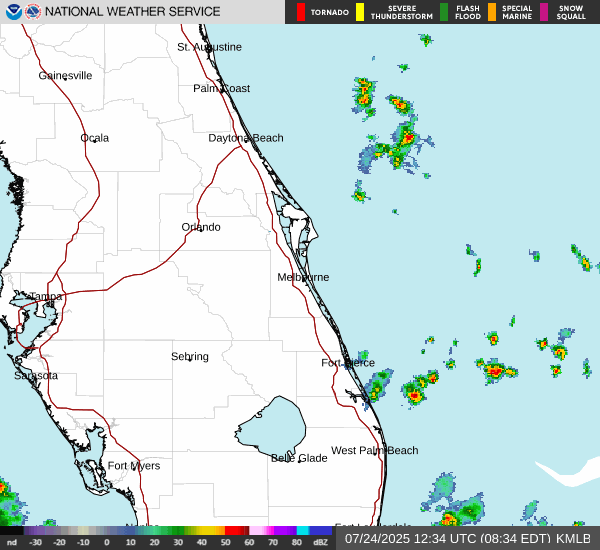 NATIONAL WEATHER SERVICE
TORNADO
SEVERE
THUNDERSTORM
FLASH
FLOOD
SPECIAL
MARINE
SNOW
SQUALL
St. Augustine
Gainesville
Palm Coast
Ocala
Daytona Beach
Orlando
Melbourne
Tampa
Sebring
Fort Pierce
Sarasota
West Palm Beach
Belle Glade
Fort Myers
nd -30 -20 -10 0 10 20 30 40 50 60 70 80 dBZ
07/24/2025 12:34 UTC (08:34 EDT) KMLB